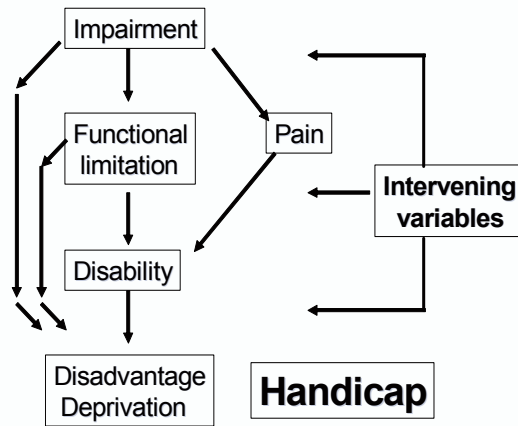 Impairment
Functional
limitation
Pain
Intervening
variables
Disability
Disadvantage
Deprivation
Handicap